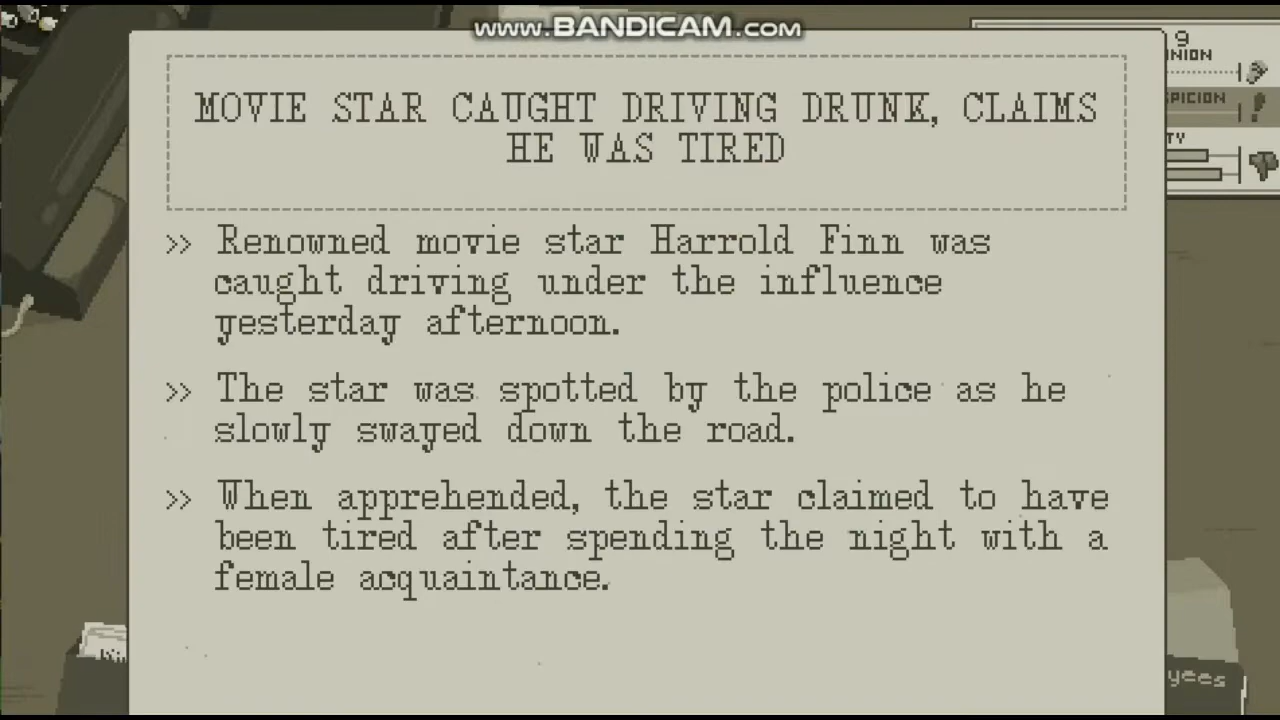 www.BANDICAM.com
9
MOVIE STAR CAUGHT DRIVING DRUNK, CLAIMS
HE WAS TIRED
>> Renowned movie star Harrold Finn was
caught driving under the influence
yesterday afternoon.
>> The star was spotted by the police as he
slowly swayed down the road.
>> When apprehended, the star claimed to have
been tired after spending the night with a
female acquaintance.